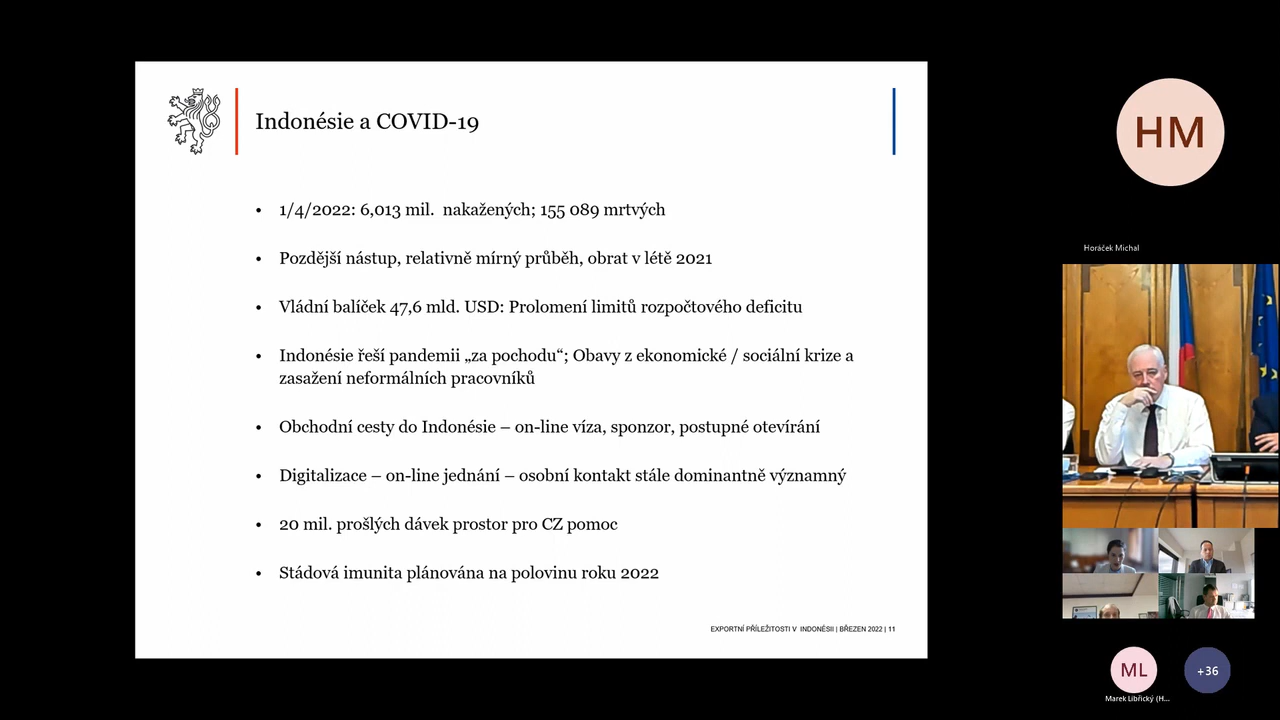 Indonésie a COVID-19
• 1/4/2022: 6,013 mil. nakažených; 155 089 mrtvých
• Pozdější nástup, relativně mírný průběh, obrat v létě 2021
• Vládní balíček 47,6 mld. USD: Prolomení limitů rozpočtového deficitu
• Indonésie řeší pandemii „za pochodu“; Obavy z ekonomické / sociální krize a
zasažení neformálních pracovníků
• Obchodní cesty do Indonésie – on-line víza, sponzor, postupné otevírání
• Digitalizace – on-line jednání – osobní kontakt stále dominantně významný
• 20 mil. prošlých dávek prostor pro CZ pomoc
• Stádová imunita plánována na polovinu roku 2022
EXPORTNÍ PŘÍLEŽITOSTI V INDONÉSII | BŘEZEN 2022 | 11
HM
Horáček Michal
ML
+36
Marek Libřický (H...